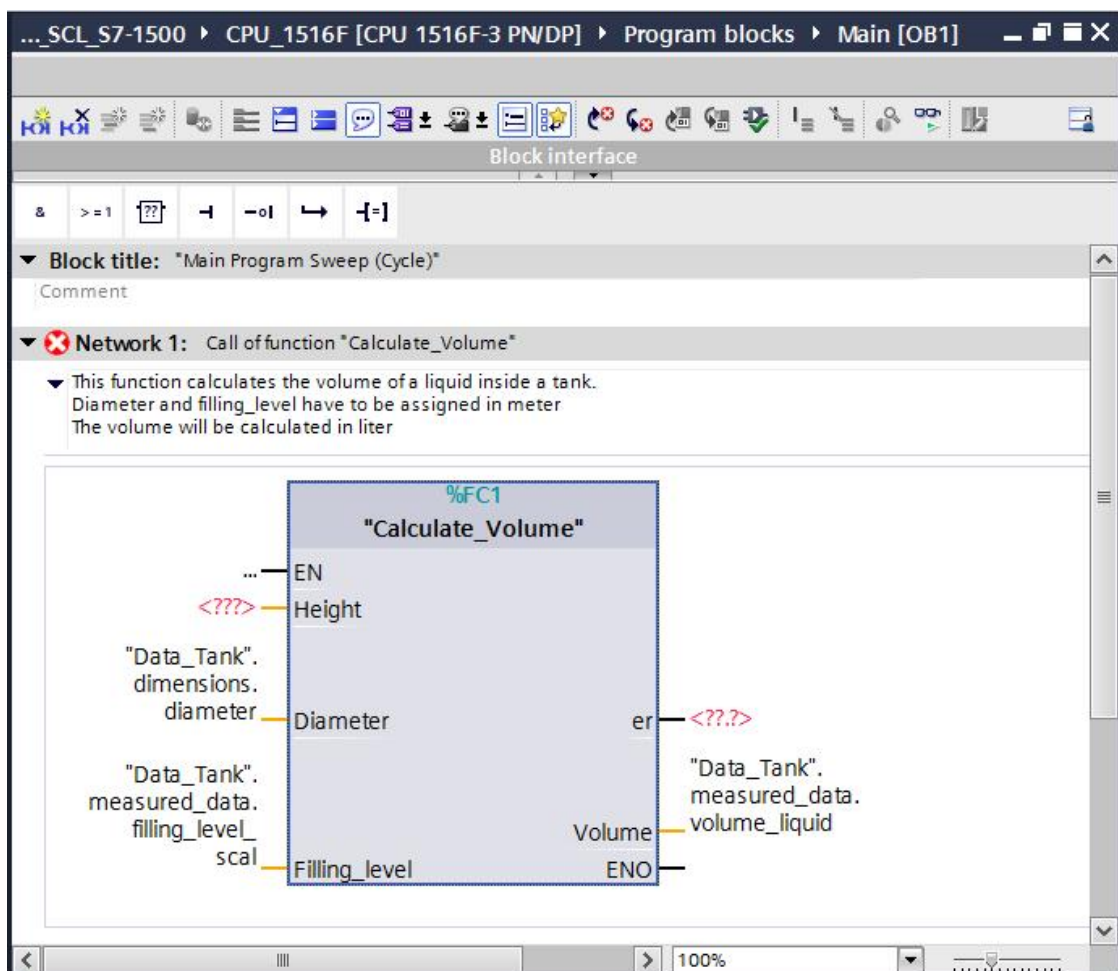 ..._SCL_S7-1500 ▸ CPU_1516F [CPU 1516F-3 PN/DP] ▸ Program blocks ▸ Main [OB1]
Block interface
& >=1 ??
Block title: "Main Program Sweep (Cycle)"
Comment
Network 1: Call of function "Calculate_Volume"
This function calculates the volume of a liquid inside a tank.
Diameter and filling_level have to be assigned in meter
The volume will be calculated in liter
%FC1
"Calculate_Volume"
... EN
<???> Height
"Data_Tank".
dimensions.
diameter Diameter
er <??.?>
"Data_Tank".
measured_data.
filling_level_
scal Filling_level
"Data_Tank".
measured_data.
Volume volume_liquid
ENO
100%